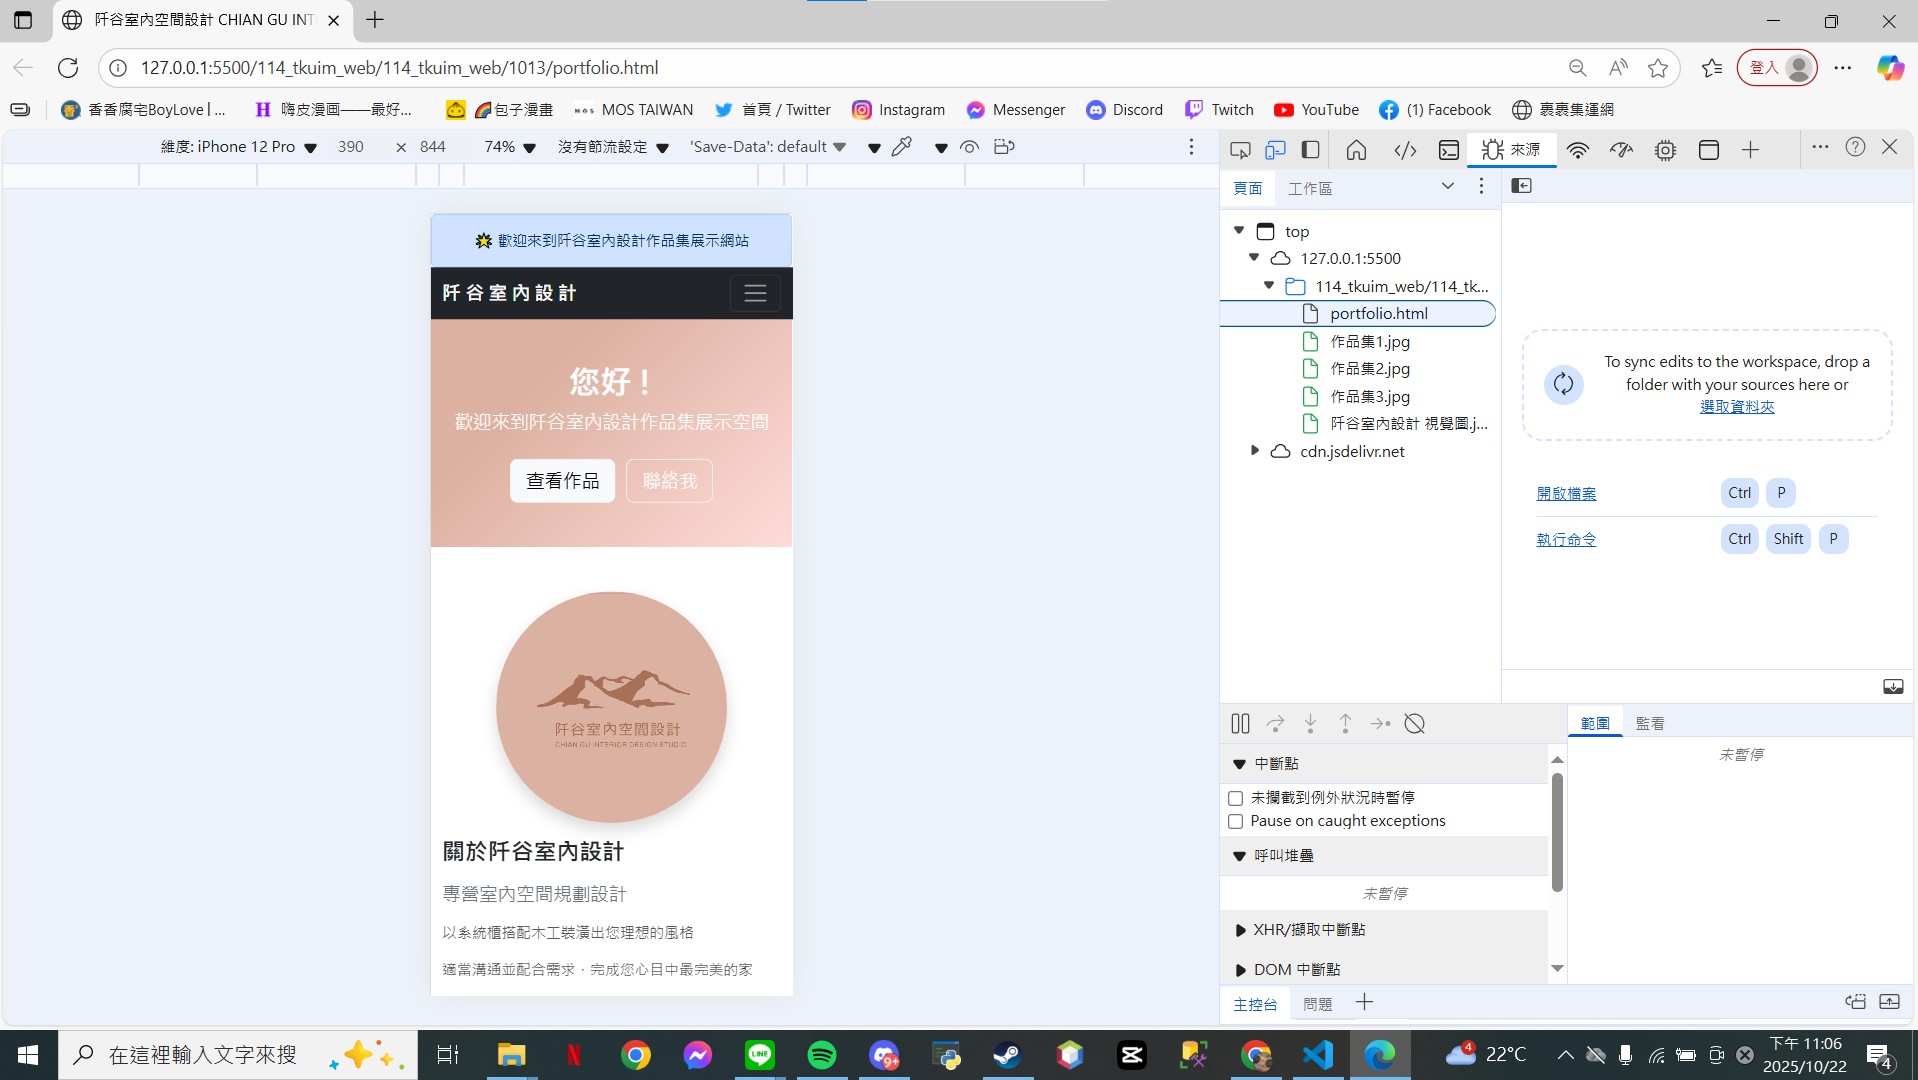 阡谷室內空間設計 CHIAN GU INT
127.0.0.1:5500/114_tkuim_web/114_tkuim_web/1013/portfolio.html
登入
香香腐宅BoyLove | ...
嗨皮漫画——最好...
包子漫畫
MOS TAIWAN
首頁 / Twitter
Instagram
Messenger
Discord
Twitch
YouTube
(1) Facebook
裹裹集運網
維度: iPhone 12 Pro
390 × 844
74%
沒有節流設定
'Save-Data': default
歡迎來到阡谷室內設計作品集展示網站
阡谷室內設計
您好！
歡迎來到阡谷室內設計作品集展示空間
查看作品
聯絡我
阡谷室內空間設計
CHIAN GU INTERIOR DESIGN STUDIO
關於阡谷室內設計
專營室內空間規劃設計
以系統櫃搭配木工裝潢出您理想的風格
適當溝通並配合需求，完成您心目中最完美的家
來源
頁面
工作區
top
127.0.0.1:5500
114_tkuim_web/114_tk...
portfolio.html
作品集1.jpg
作品集2.jpg
作品集3.jpg
阡谷室內設計 視覺圖.j...
cdn.jsdelivr.net
To sync edits to the workspace, drop a
folder with your sources here or
選取資料夾
開啟檔案
Ctrl P
執行命令
Ctrl Shift P
範圍
監看
未暫停
中斷點
未攔截到例外狀況時暫停
Pause on caught exceptions
呼叫堆疊
未暫停
XHR/擷取中斷點
DOM 中斷點
主控台
問題
在這裡輸入文字來搜
LINE
9+
4
22°C
下午 11:06
2025/10/22
4